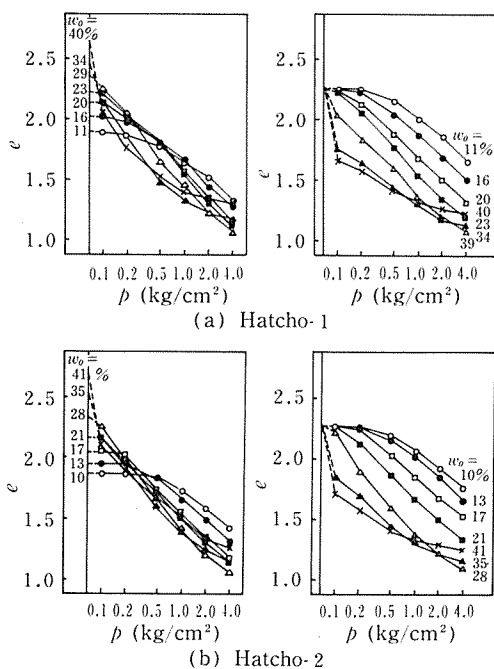 w₀ =
40%
34
29
23
20
16
11
2.5
2.0
1.5
1.0
e
0.1 0.2 0.5 1.0 2.0 4.0
p (kg/cm²)
2.5
2.0
1.5
1.0
e
w₀ =
11%
16
20
40
23
34
39
0.1 0.2 0.5 1.0 2.0 4.0
p (kg/cm²)
(a) Hatcho-1
w₀ =
41 %
35
28
21
17
13
10
2.5
2.0
1.5
1.0
e
0.1 0.2 0.5 1.0 2.0 4.0
p (kg/cm²)
2.5
2.0
1.5
1.0
e
w₀ =
10%
13
17
21
41
35
28
0.1 0.2 0.5 1.0 2.0 4.0
p (kg/cm²)
(b) Hatcho-2